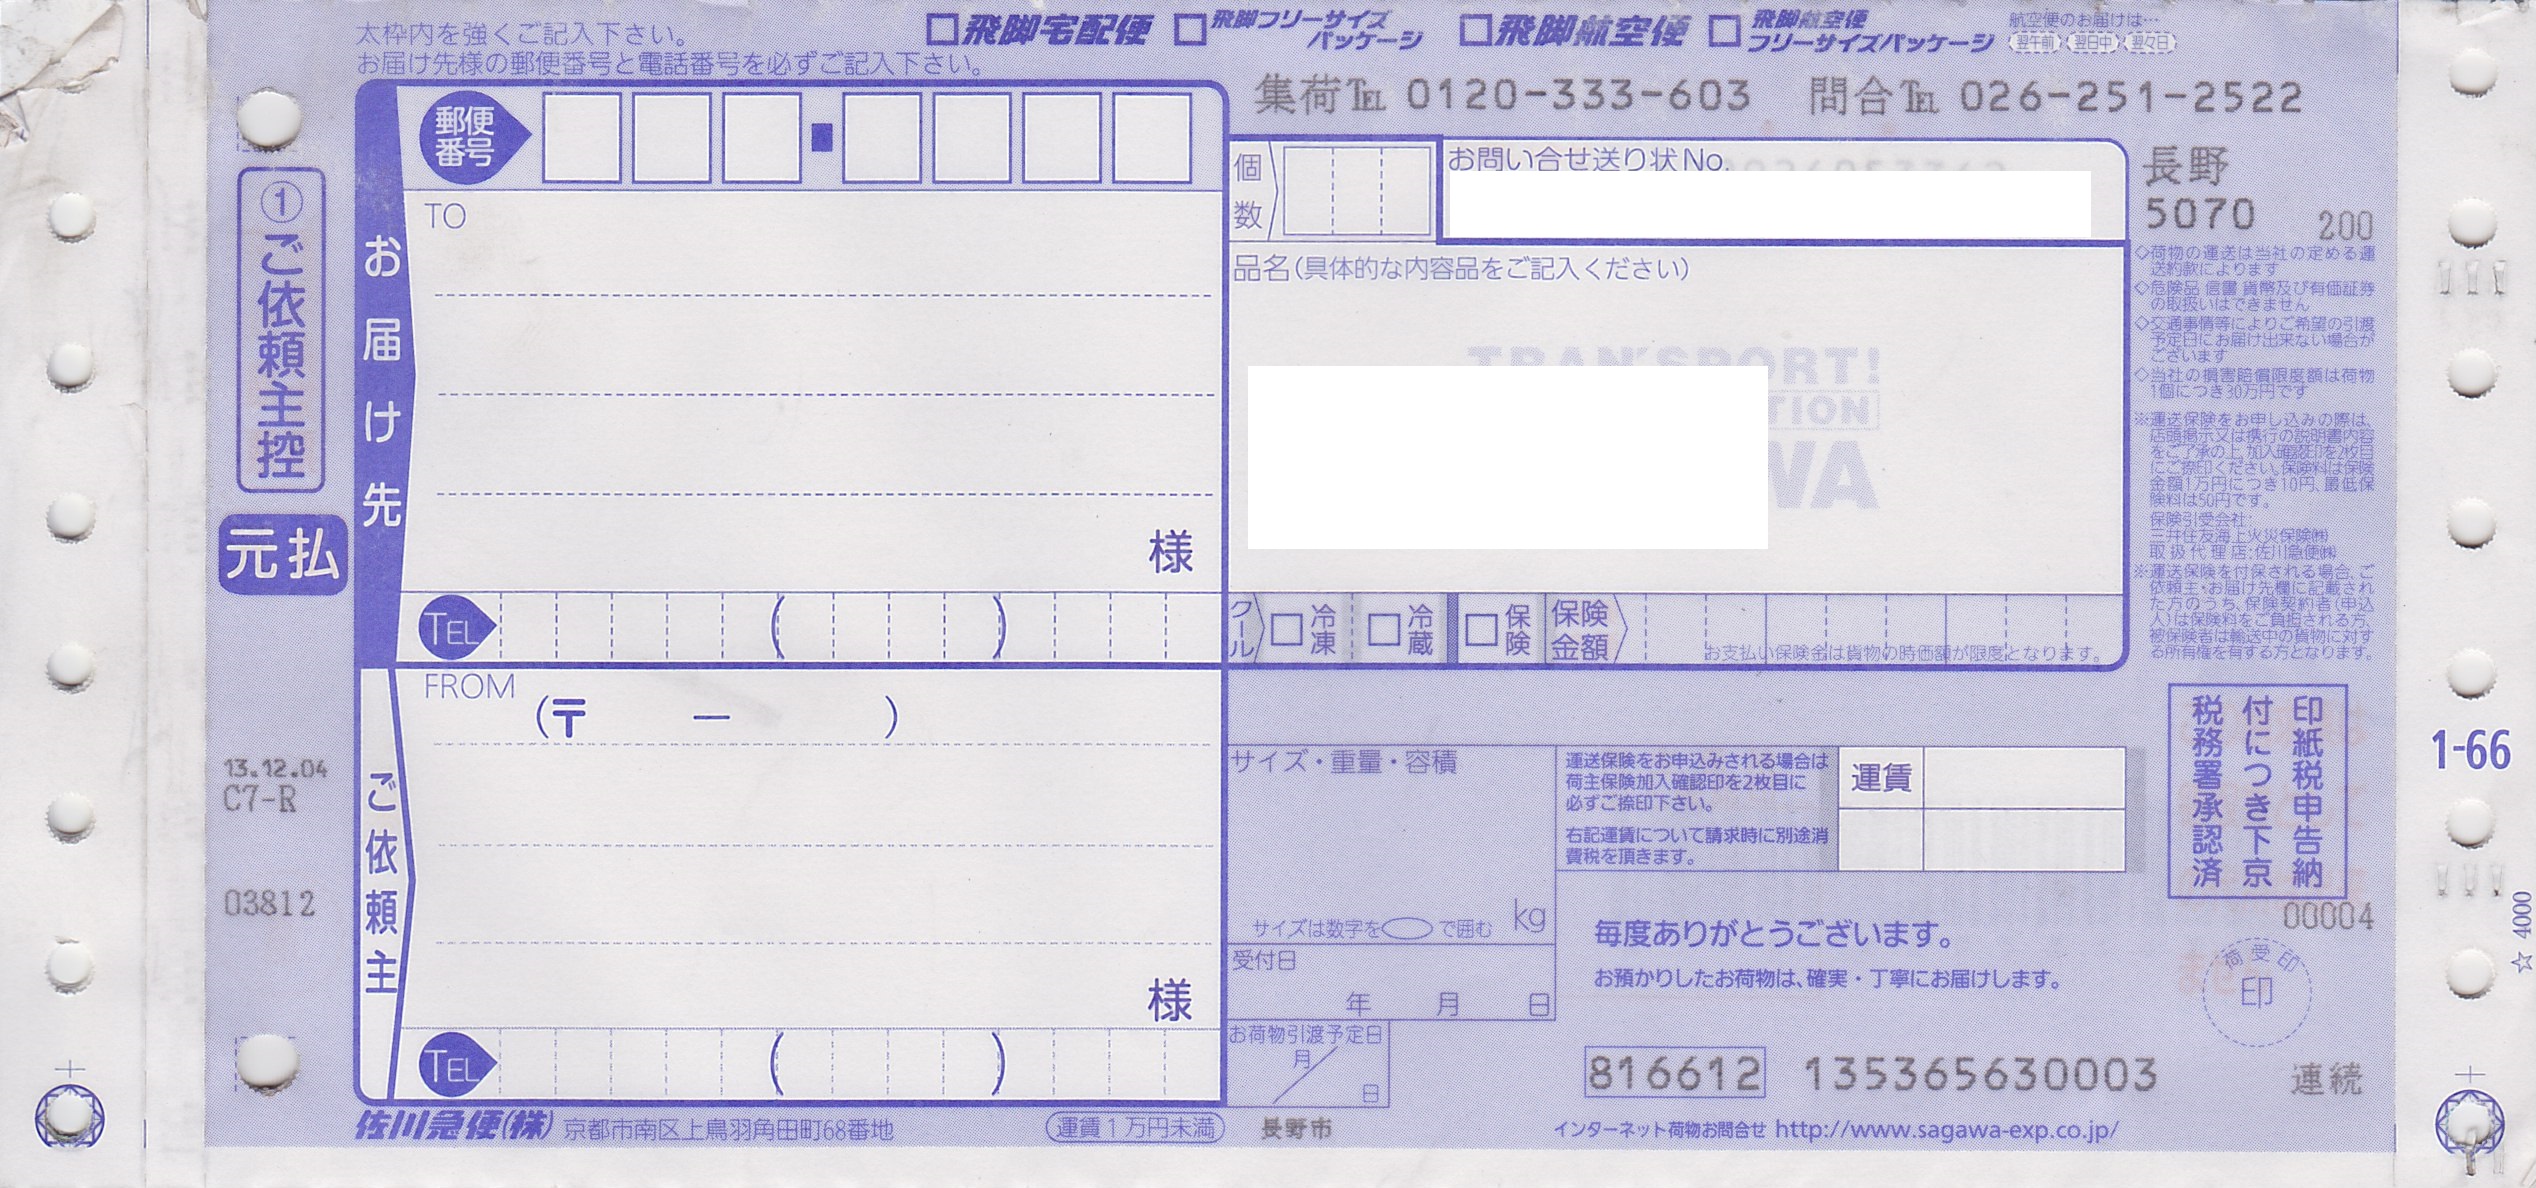 太枠内を強くご記入下さい。
お届け先様の郵便番号と電話番号を必ずご記入下さい。
飛脚宅配便
飛脚フリーサイズ
パッケージ
飛脚航空便
飛脚航空便
フリーサイズパッケージ
航空便のお届けは…
翌午前 翌日中 翌々日
集荷℡ 0120-333-603 問合℡ 026-251-2522
①ご依頼主控
元払
13.12.04
C7-R
03812
お届け先
郵便
番号
TO
様
TEL ( )
個数
お問い合せ送り状No.
品名(具体的な内容品をご記入ください)
TRANSPORT!
クール
冷凍
冷蔵
保険
保険
金額
お支払い保険金は貨物の時価額が限度となります。
長野
5070 200
◇荷物の運送は当社の定める運
送約款によります
◇危険品 信書 貨幣及び有価証券
の取扱いはできません
◇交通事情等によりご希望の引渡
予定日にお届け出来ない場合が
ございます
◇当社の損害賠償限度額は荷物
1個につき30万円です
※運送保険をお申し込みの際は、
店頭掲示又は携行の説明書内容
をご了承の上、加入確認印を2枚目
にご捺印ください。保険料は保険
金額1万円につき10円、最低保
険料は50円です。
保険引受会社:
三井住友海上火災保険㈱
取扱代理店:佐川急便㈱
※運送保険を付保される場合、ご
依頼主・お届け先欄に記載され
た方のうち、保険契約者(申込
人)は保険料をご負担される方、
被保険者は輸送中の貨物に対す
る所有権を有する方となります。
ご依頼主
FROM
(〒 ー )
様
TEL ( )
サイズ・重量・容積
サイズは数字を で囲む kg
受付日
年 月 日
お荷物引渡予定日
月/日
運送保険をお申込みされる場合は
荷主保険加入確認印を2枚目に
必ずご捺印下さい。
右記運賃について請求時に別途消
費税を頂きます。
運賃
印紙税申告納
付につき下京
税務署承認済
00004
1-66
☆ 4000
毎度ありがとうございます。
お預かりしたお荷物は、確実・丁寧にお届けします。
荷受印
印
816612 135365630003
連続
佐川急便(株) 京都市南区上鳥羽角田町68番地
運賃1万円未満
長野市
インターネット荷物お問合せ http://www.sagawa-exp.co.jp/